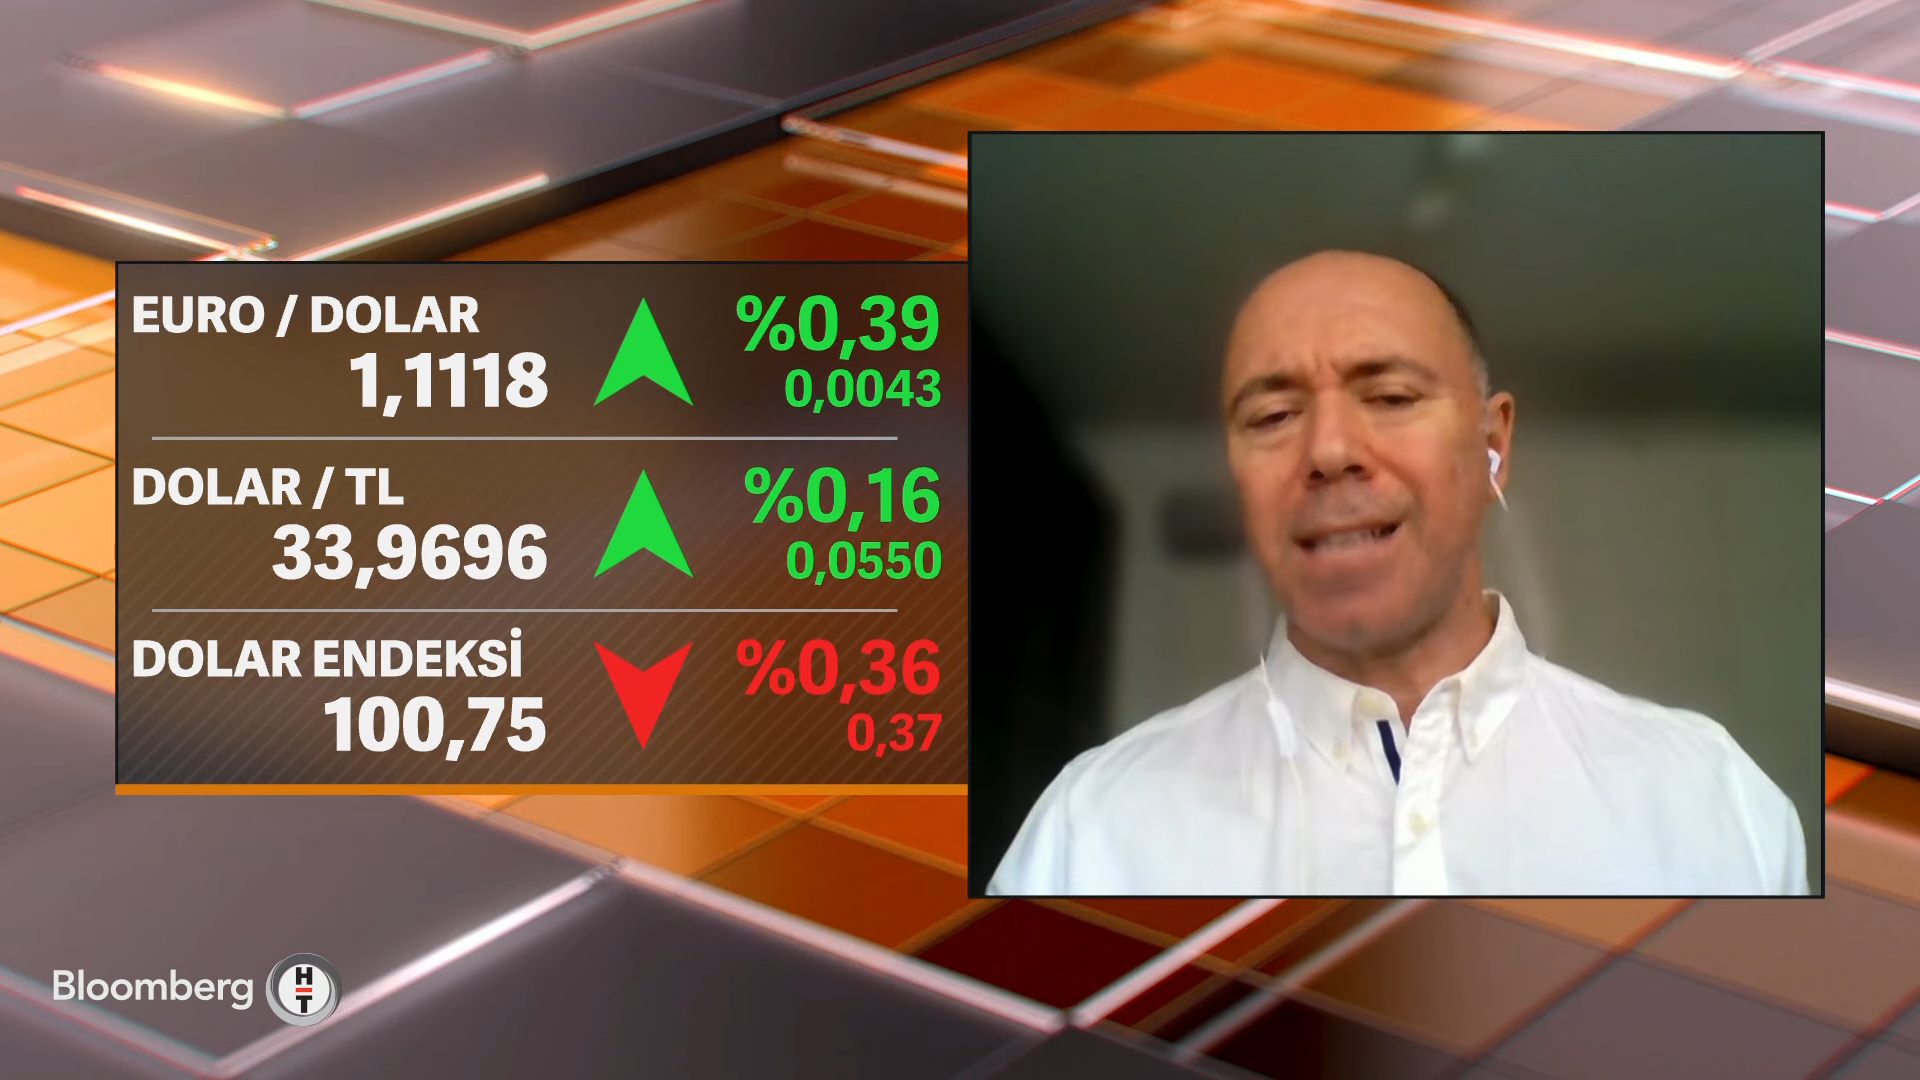 EURO / DOLAR
1,1118
%0,39
0,0043
DOLAR / TL
33,9696
%0,16
0,0550
DOLAR ENDEKSİ
100,75
%0,36
0,37
Bloomberg HT